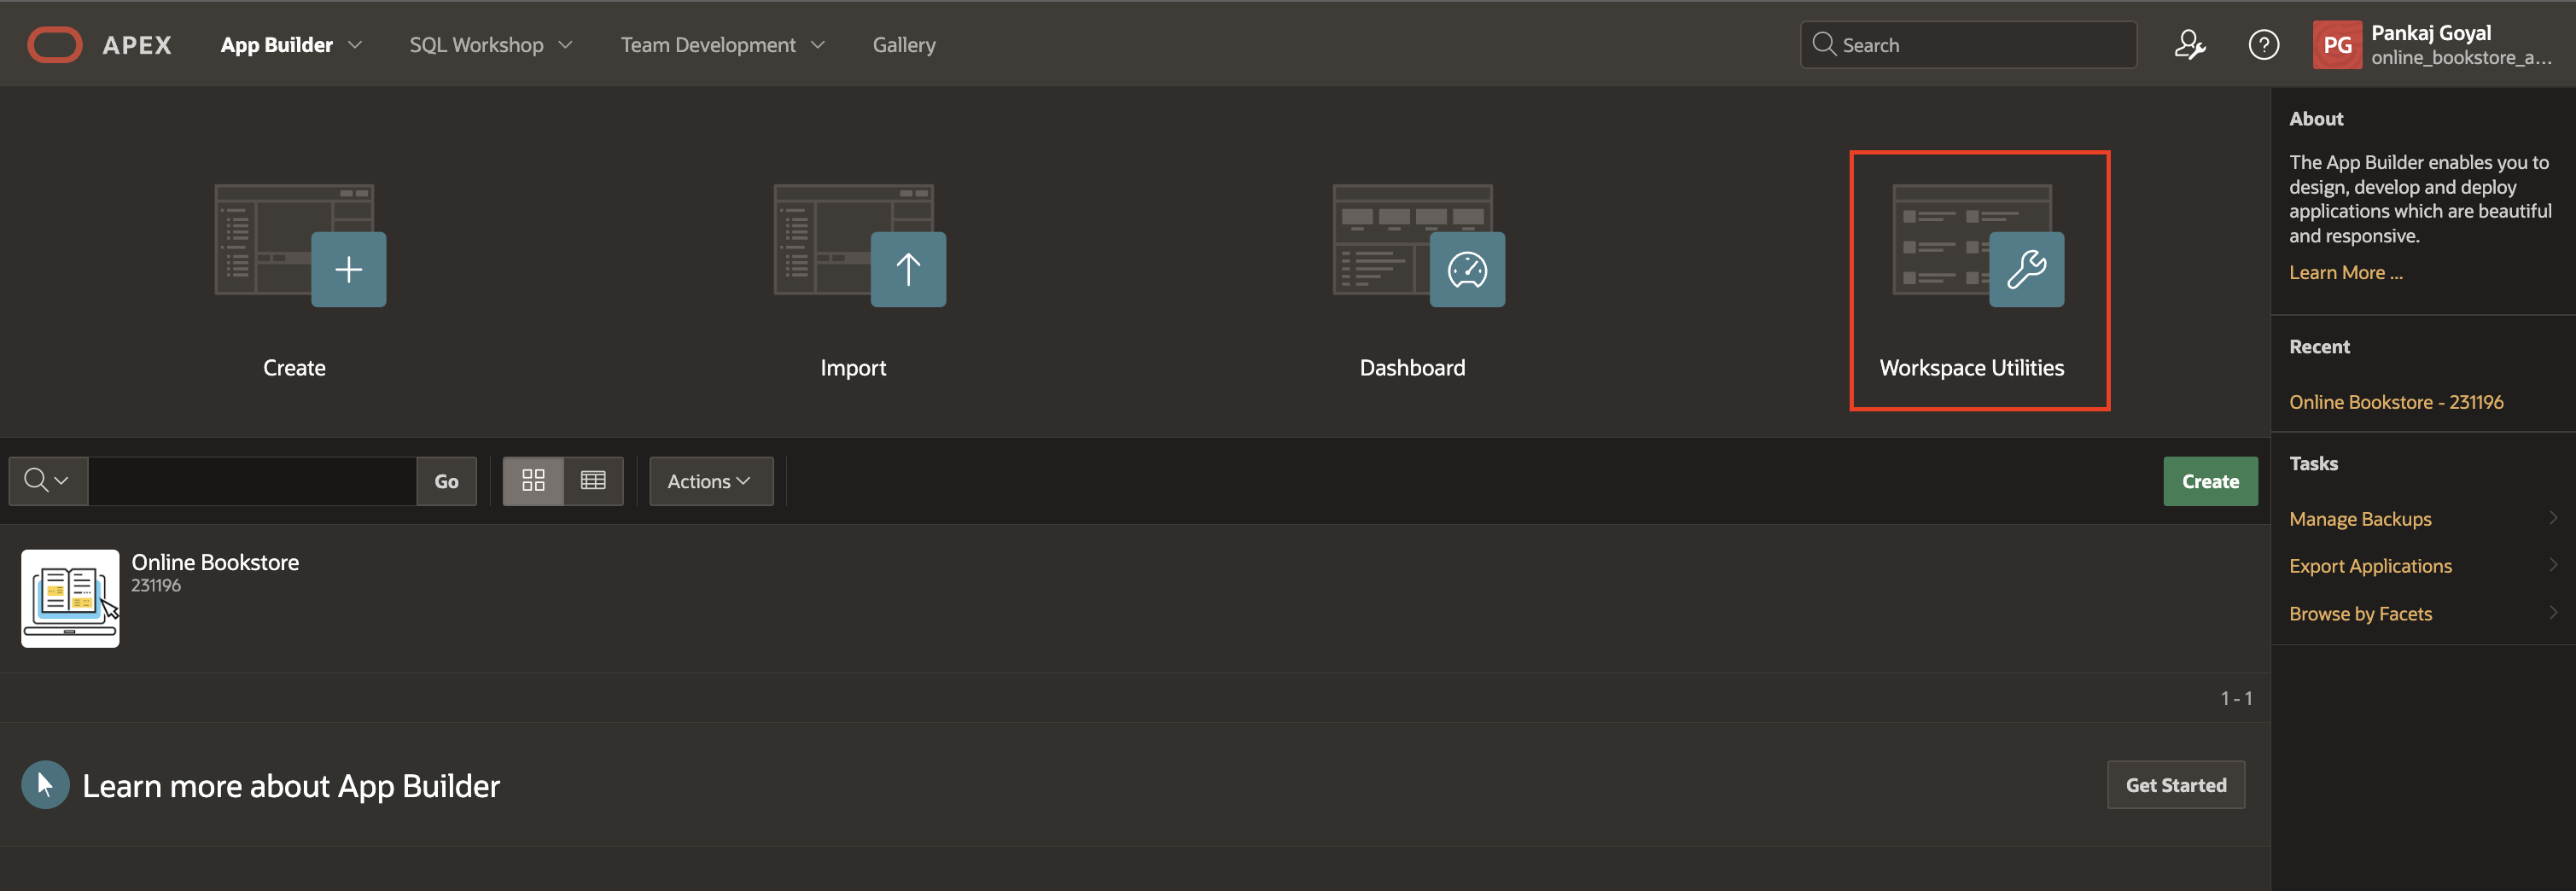 APEX
App Builder
SQL Workshop
Team Development
Gallery
Search
PG
Pankaj Goyal
online_bookstore_a...
Create
Import
Dashboard
Workspace Utilities
About
The App Builder enables you to
design, develop and deploy
applications which are beautiful
and responsive.
Learn More ...
Recent
Online Bookstore - 231196
Tasks
Manage Backups
Export Applications
Browse by Facets
Go
Actions
Create
Online Bookstore
231196
1 - 1
Learn more about App Builder
Get Started